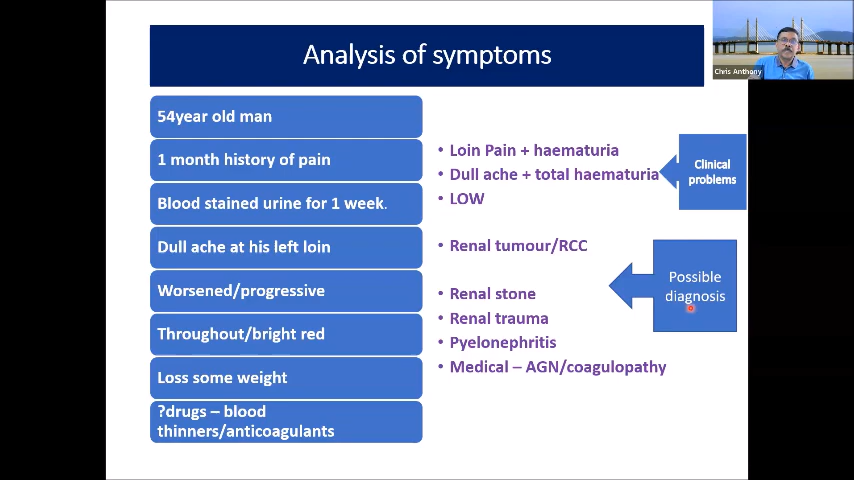 Analysis of symptoms
Chris Anthony
54year old man
1 month history of pain
Blood stained urine for 1 week.
Dull ache at his left loin
Worsened/progressive
Throughout/bright red
Loss some weight
?drugs – blood
thinners/anticoagulants
• Loin Pain + haematuria
• Dull ache + total haematuria
• LOW
• Renal tumour/RCC
• Renal stone
• Renal trauma
• Pyelonephritis
• Medical – AGN/coagulopathy
Clinical
problems
Possible
diagnosis